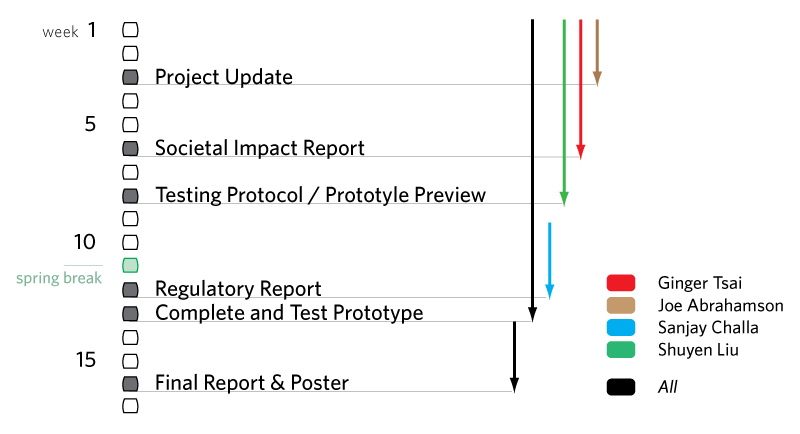 week 1
Project Update
5
Societal Impact Report
Testing Protocol / Prototyle Preview
10
spring break
Regulatory Report
Complete and Test Prototype
15
Final Report & Poster
Ginger Tsai
Joe Abrahamson
Sanjay Challa
Shuyen Liu
All